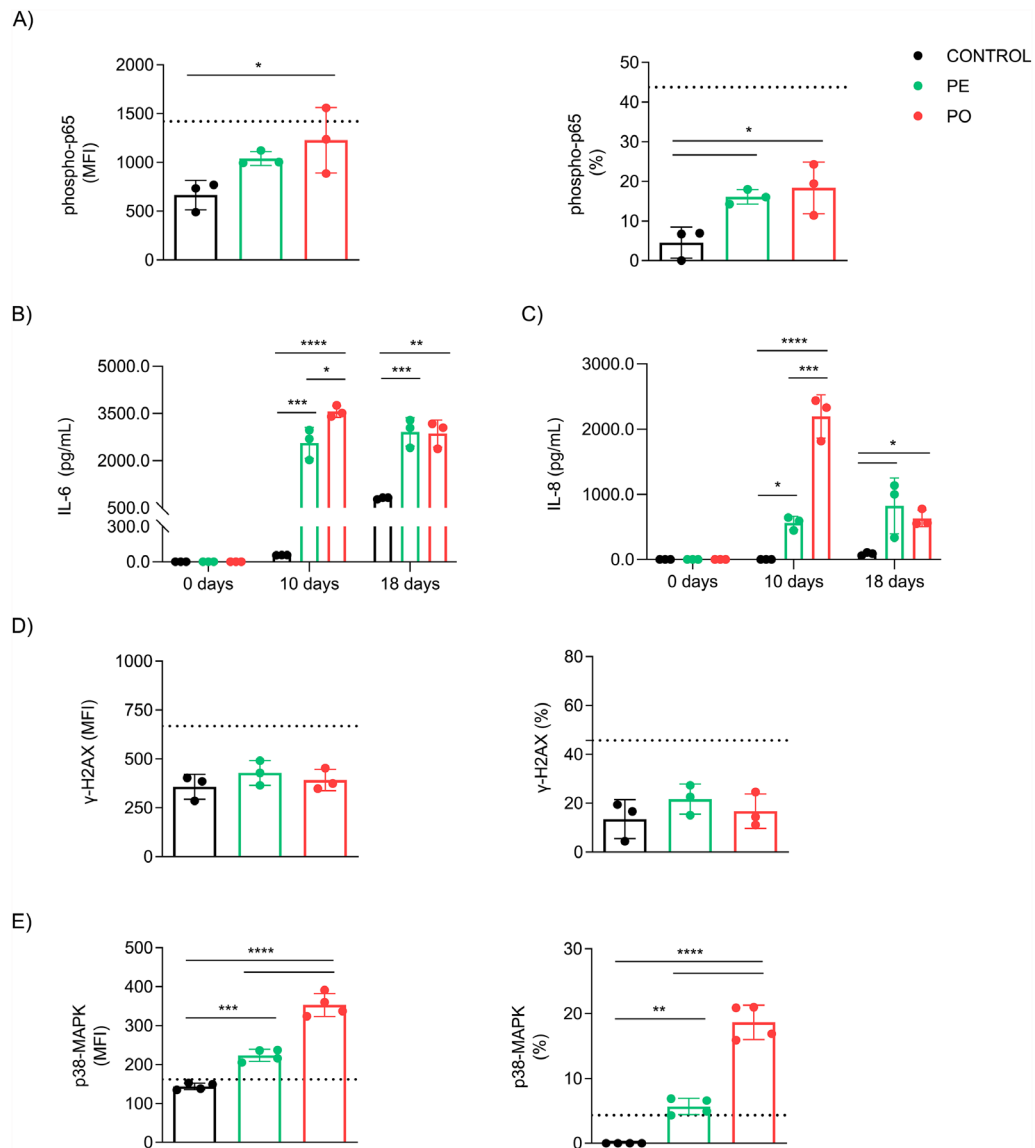 A)
phospho-p65
(MFI)
2000
1500
1000
500
0
*
phospho-p65
(%)
50
40
30
20
10
0
*
CONTROL
PE
PO
B)
IL-6 (pg/mL)
5000.0
3500.0
2000.0
500.0
300.0
0.0
****
*
***
**
***
0 days
10 days
18 days
C)
IL-8 (pg/mL)
3000.0
2000.0
1000.0
0.0
****
***
*
*
0 days
10 days
18 days
D)
γ-H2AX (MFI)
1000
750
500
250
0
γ-H2AX (%)
80
60
40
20
0
E)
p38-MAPK
(MFI)
500
400
300
200
100
0
****
***
p38-MAPK
(%)
30
20
10
0
****
**